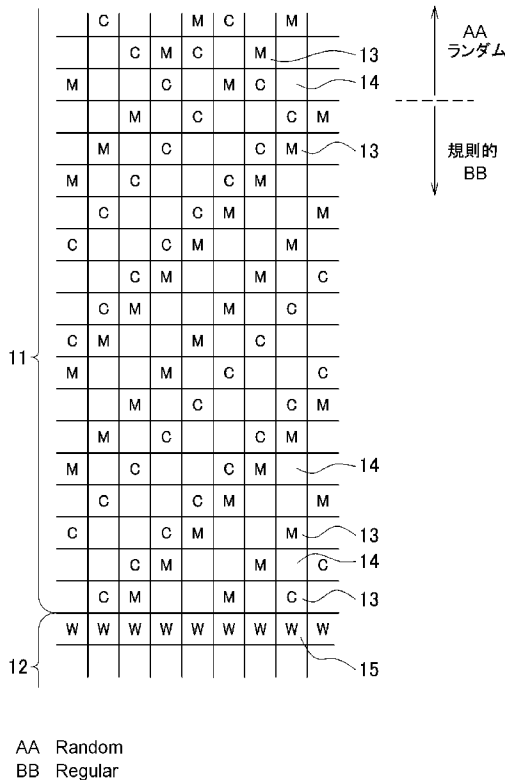 C M C M
C M C M 13
M C M C 14
M C C M
M C C M 13
M C C M
C C M M
C C M M
C M M C
C M M C
C M M C
M M C C
M C C M
M C C M
M C C M 14
C C M M
C C M M 13
C M M C 14
C M M C 13
W W W W W W W W W 15
11
12
AA
ランダム
規則的
BB
AA Random
BB Regular